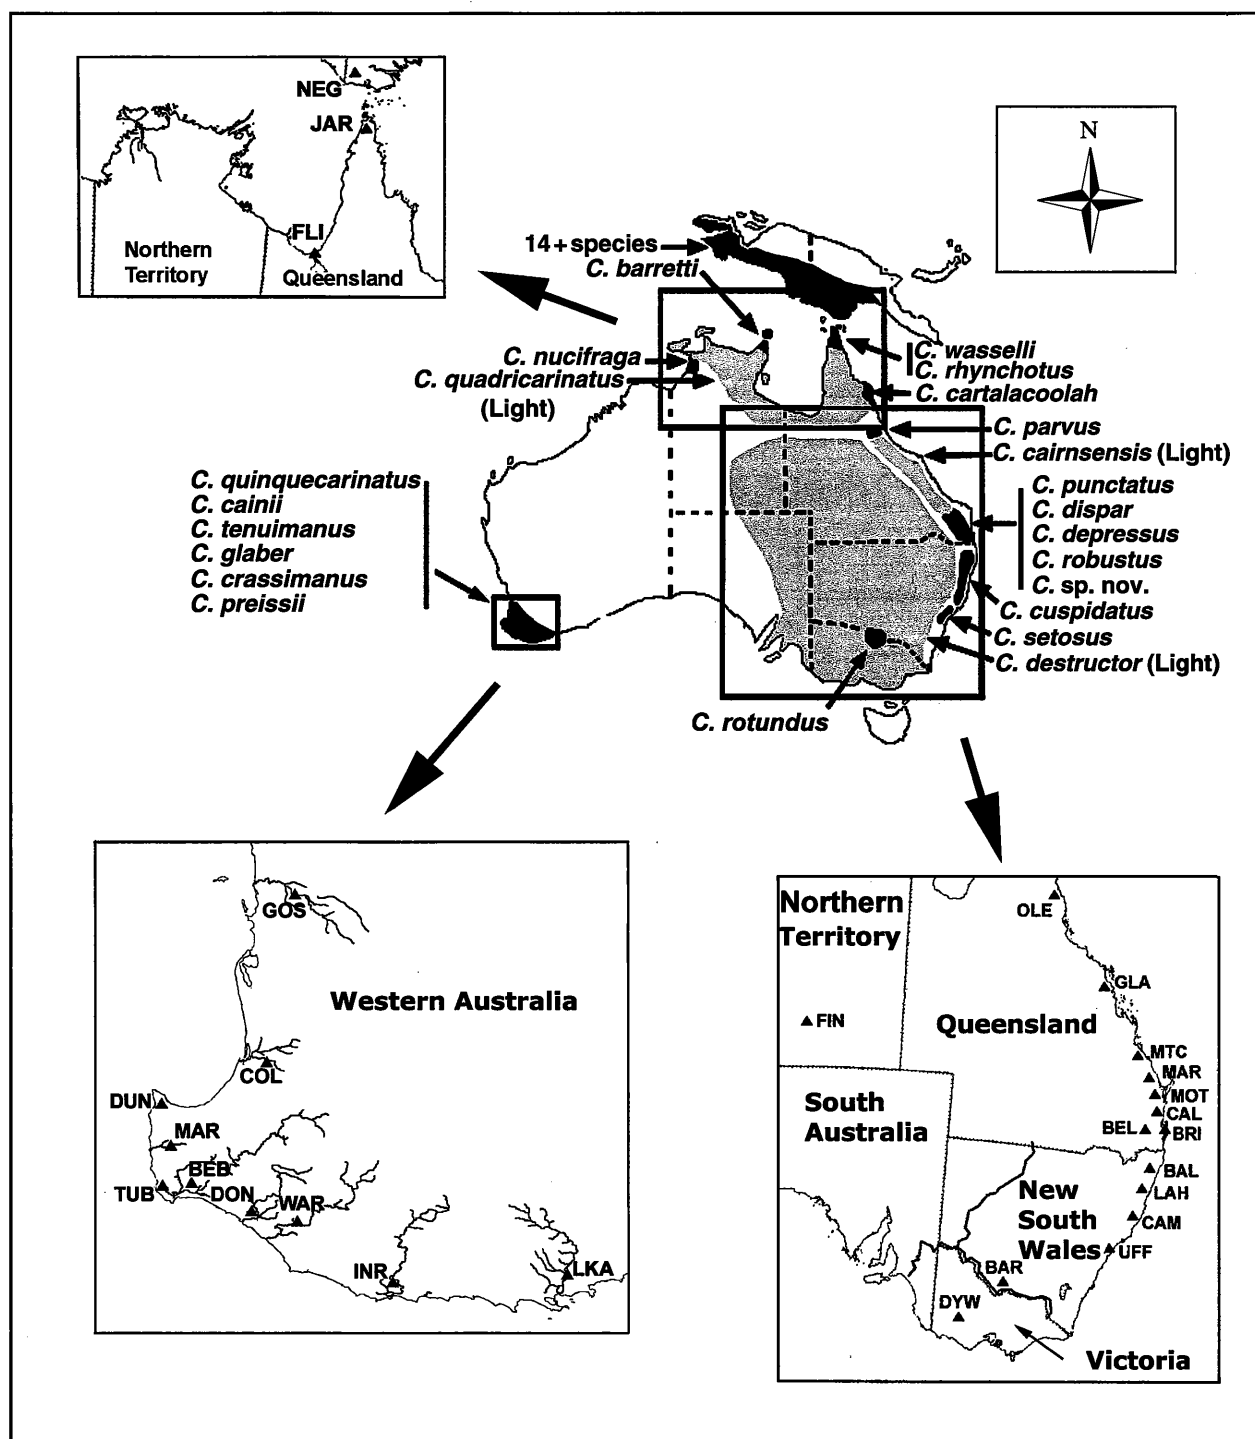 NEG
JAR
FLI
Northern
Territory
Queensland
N
14+species
C. barretti
C. nucifraga
C. quadricarinatus
(Light)
C. wasselli
C. rhynchotus
C. cartalacoolah
C. parvus
C. cairnsensis (Light)
C. quinquecarinatus
C. cainii
C. tenuimanus
C. glaber
C. crassimanus
C. preissii
C. punctatus
C. dispar
C. depressus
C. robustus
C. sp. nov.
C. cuspidatus
C. setosus
C. destructor (Light)
C. rotundus
GOS
Western Australia
COL
DUN
MAR
BEB
TUB
DON
WAR
INR
LKA
Northern
Territory
OLE
GLA
FIN
Queensland
MTC
MAR
MOT
CAL
BEL
BRI
South
Australia
BAL
LAH
CAM
UFF
New
South
Wales
BAR
DYW
Victoria